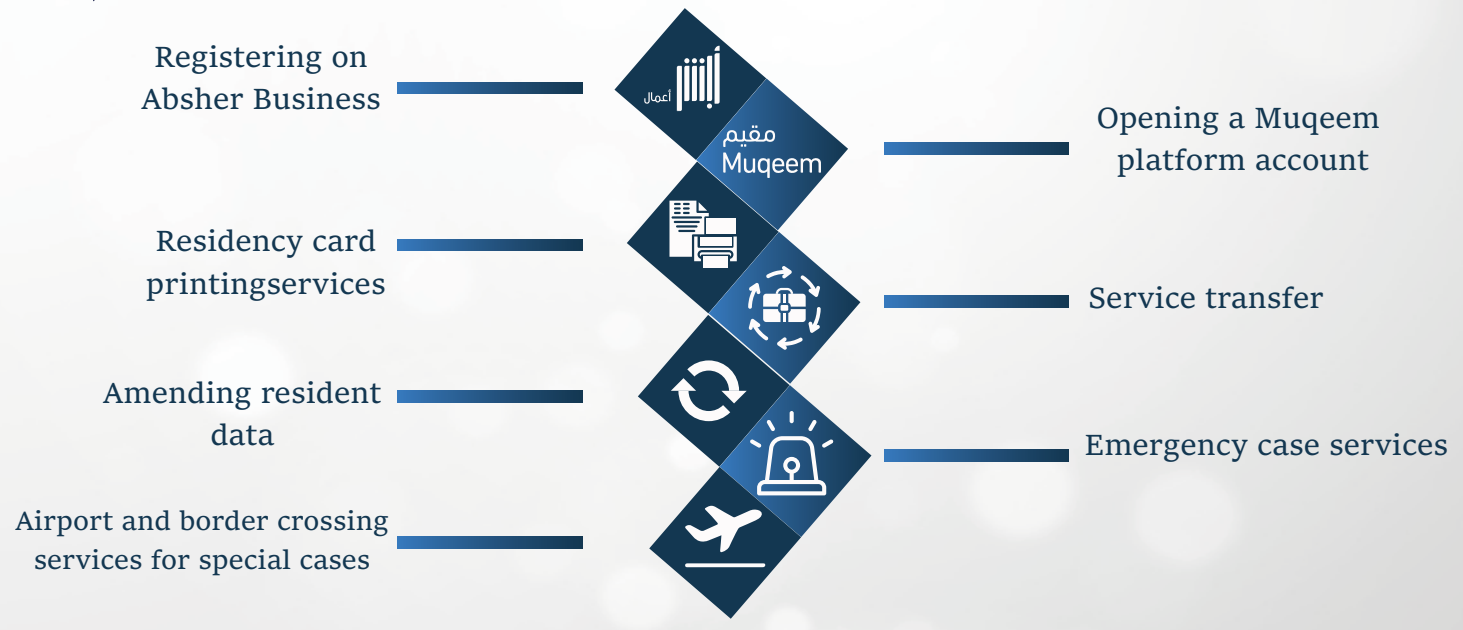 Registering on
Absher Business
أبشر
أعمال
مقيم
Muqeem
Opening a Muqeem
platform account
Residency card
printingservices
Service transfer
Amending resident
data
Emergency case services
Airport and border crossing
services for special cases